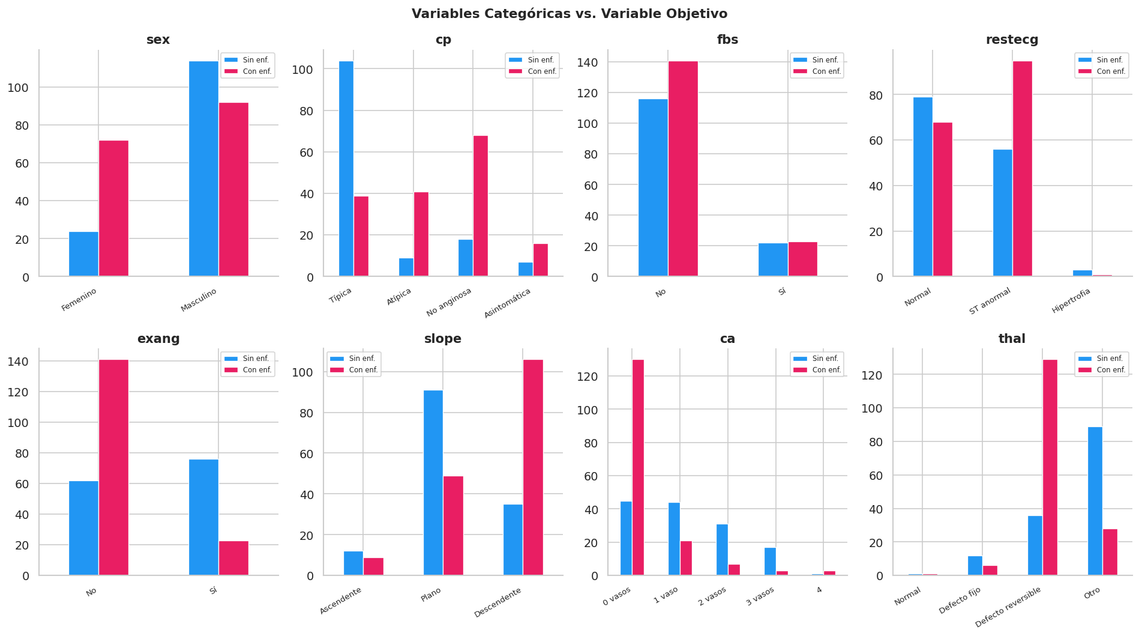 Variables Categóricas vs. Variable Objetivo
sex
Sin enf.
Con enf.
0
20
40
60
80
100
Femenino
Masculino
cp
Sin enf.
Con enf.
0
20
40
60
80
100
Típica
Atípica
No anginosa
Asintomática
fbs
Sin enf.
Con enf.
0
20
40
60
80
100
120
140
No
Sí
restecg
Sin enf.
Con enf.
0
20
40
60
80
Normal
ST anormal
Hipertrofia
exang
Sin enf.
Con enf.
0
20
40
60
80
100
120
140
No
Sí
slope
Sin enf.
Con enf.
0
20
40
60
80
100
Ascendente
Plano
Descendente
ca
Sin enf.
Con enf.
0
20
40
60
80
100
120
0 vasos
1 vaso
2 vasos
3 vasos
4
thal
Sin enf.
Con enf.
0
20
40
60
80
100
120
Normal
Defecto fijo
Defecto reversible
Otro